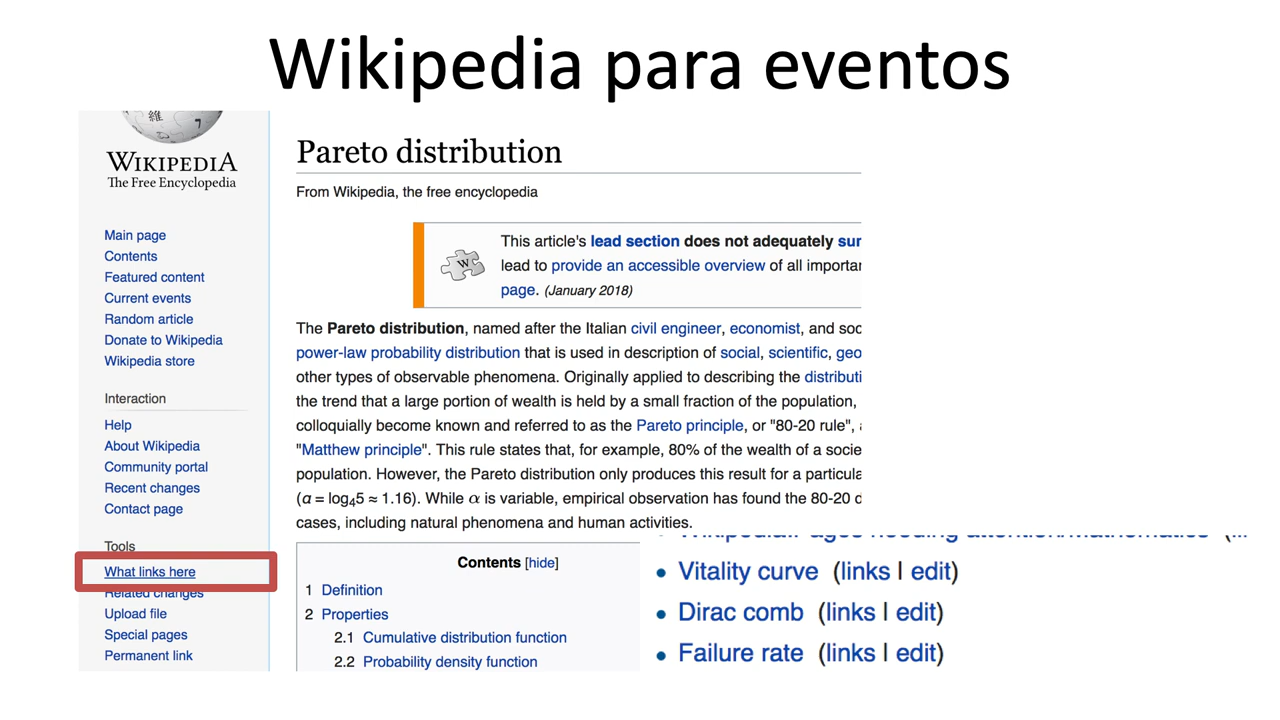 Wikipedia para eventos
維
WIKIPEDIA
The Free Encyclopedia
Main page
Contents
Featured content
Current events
Random article
Donate to Wikipedia
Wikipedia store
Interaction
Help
About Wikipedia
Community portal
Recent changes
Contact page
Tools
What links here
Related changes
Upload file
Special pages
Permanent link
Pareto distribution
From Wikipedia, the free encyclopedia
W
This article's lead section does not adequately sur
lead to provide an accessible overview of all importar
page. (January 2018)
The Pareto distribution, named after the Italian civil engineer, economist, and soc
power-law probability distribution that is used in description of social, scientific, geo
other types of observable phenomena. Originally applied to describing the distributi
the trend that a large portion of wealth is held by a small fraction of the population,
colloquially become known and referred to as the Pareto principle, or "80-20 rule",
"Matthew principle". This rule states that, for example, 80% of the wealth of a socie
population. However, the Pareto distribution only produces this result for a particula
(α = log₄5 ≈ 1.16). While α is variable, empirical observation has found the 80-20 d
cases, including natural phenomena and human activities.
Contents [hide]
1 Definition
2 Properties
2.1 Cumulative distribution function
2.2 Probability density function
• Vitality curve (links | edit)
• Dirac comb (links | edit)
• Failure rate (links | edit)